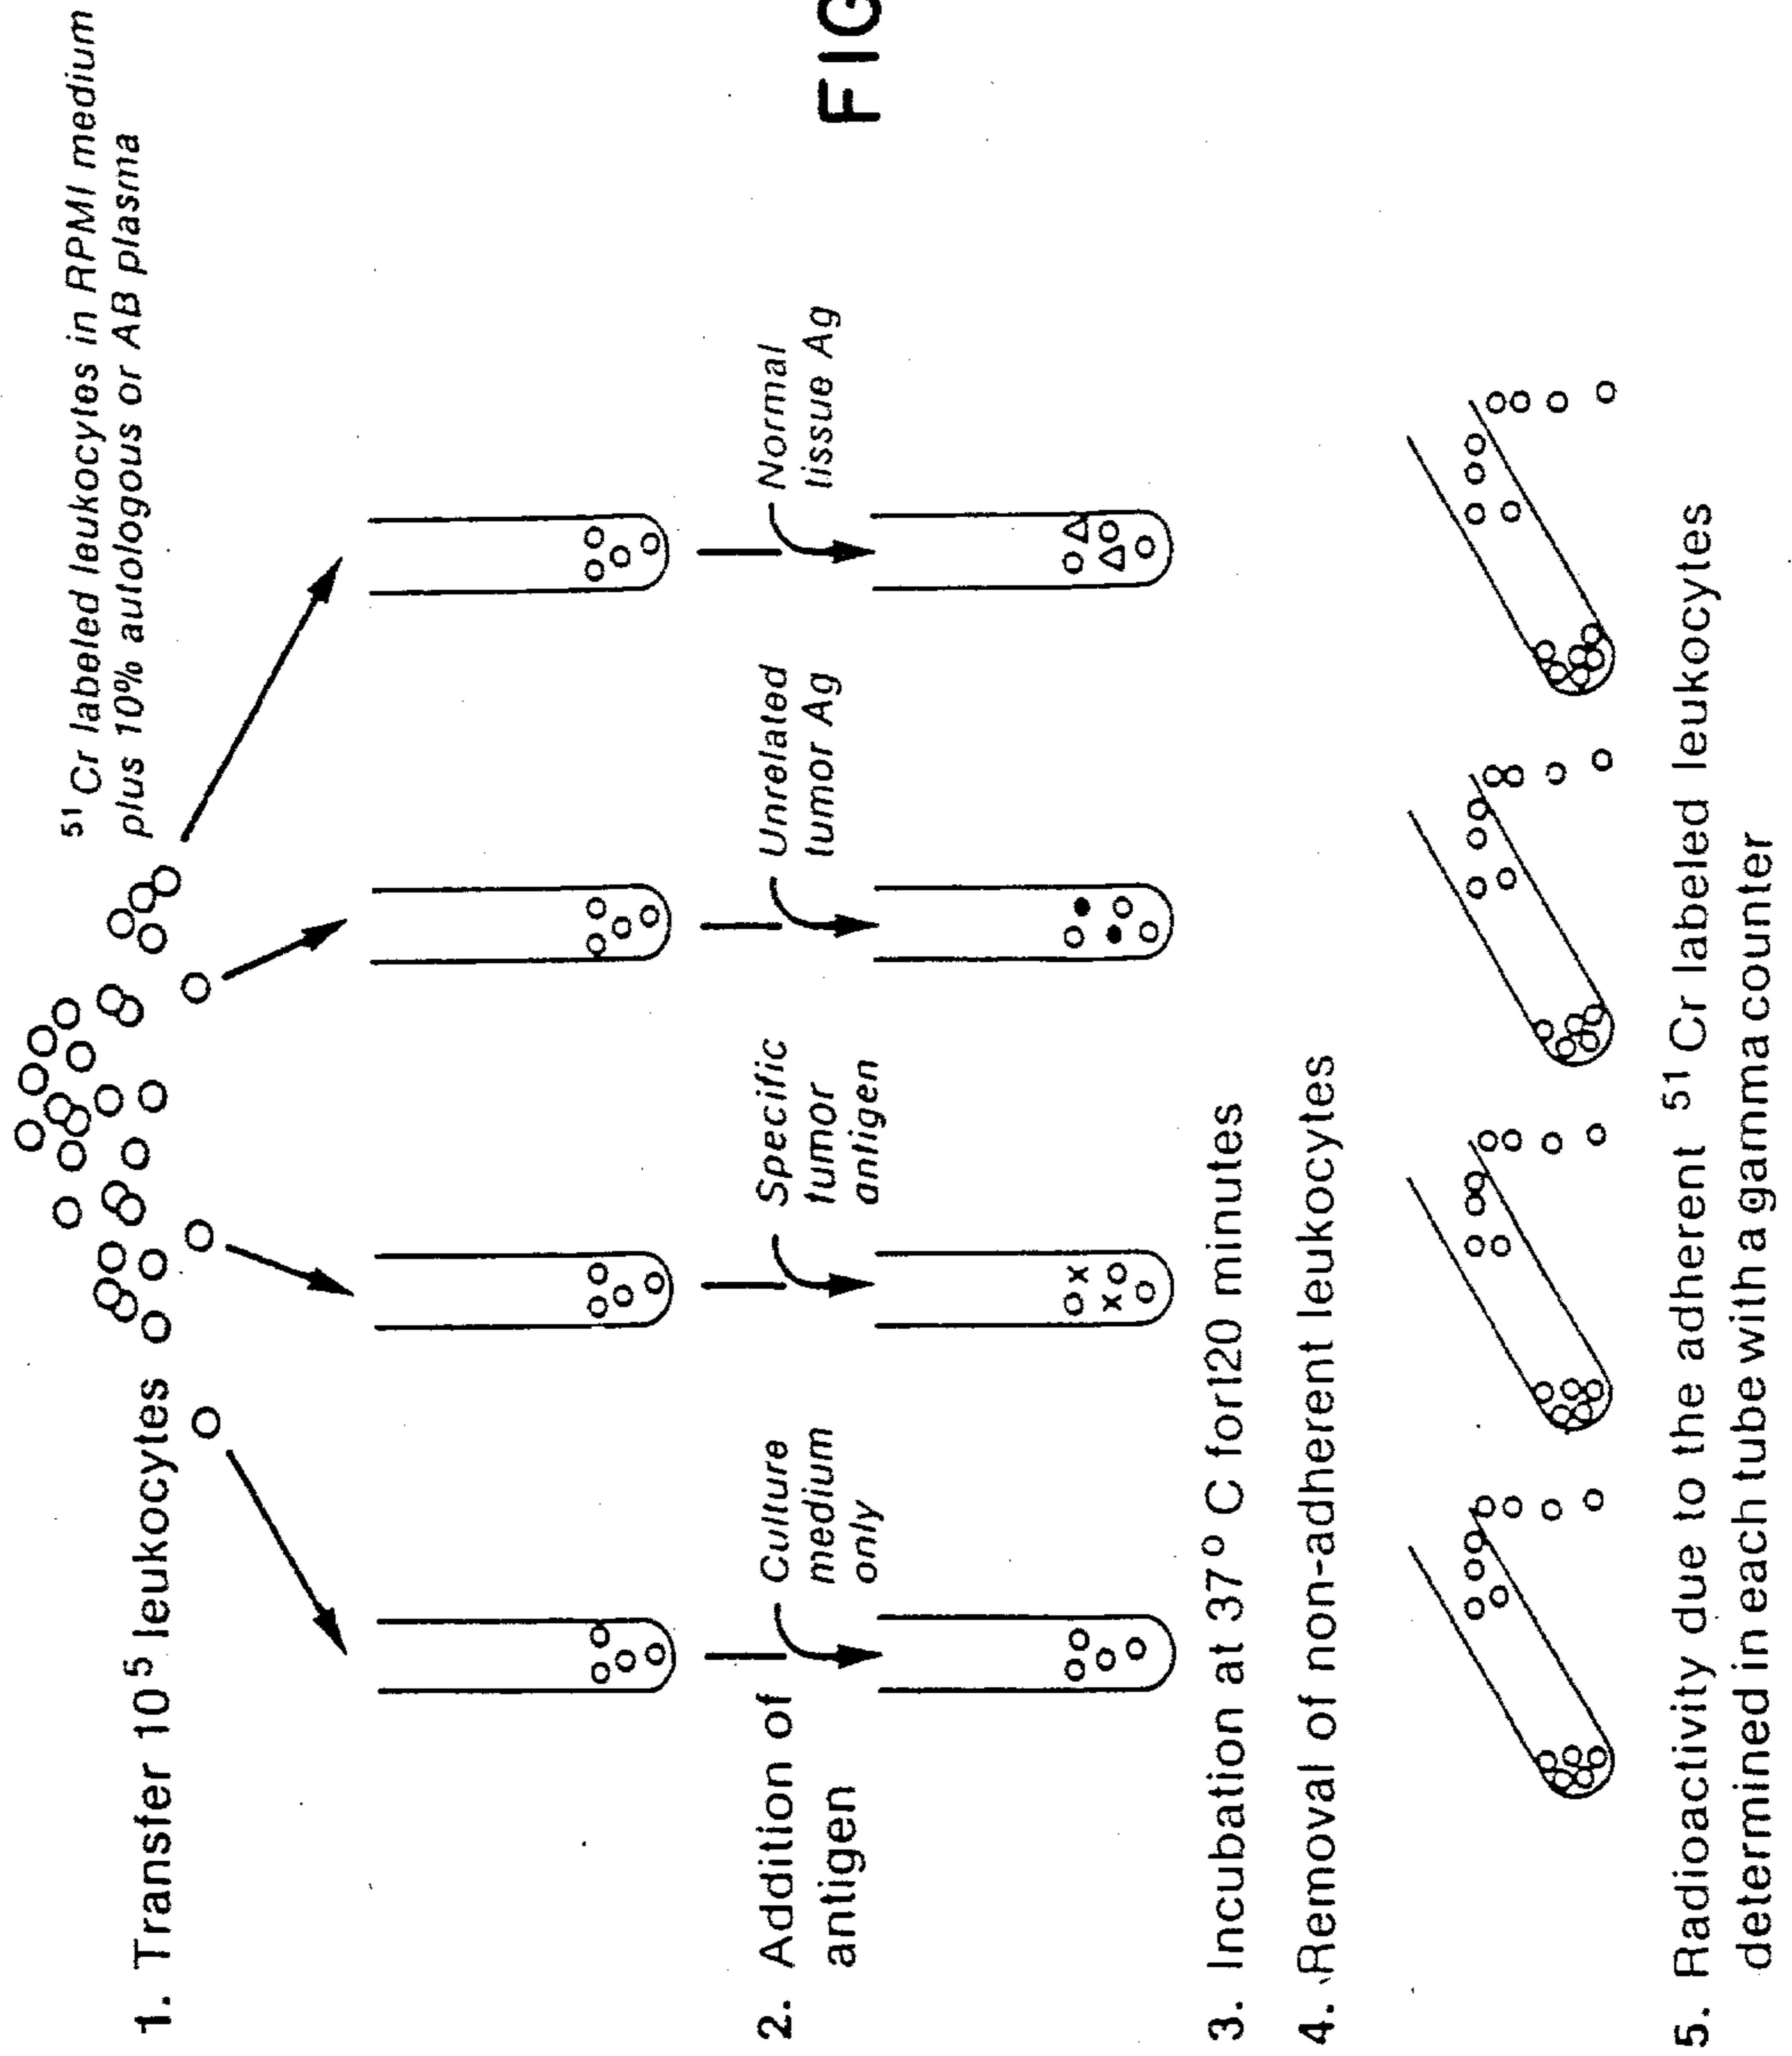 ⁵¹Cr labeled leukocytes in RPMI medium
plus 10% autologous or AB plasma
1. Transfer 10⁵ leukocytes
2. Addition of
antigen
Culture
medium
only
Specific
tumor
antigen
Unrelated
tumor Ag
Normal
tissue Ag
3. Incubation at 37° C for120 minutes
4. Removal of non-adherent leukocytes
5. Radioactivity due to the adherent ⁵¹Cr labeled leukocytes
determined in each tube with a gamma counter
FIG